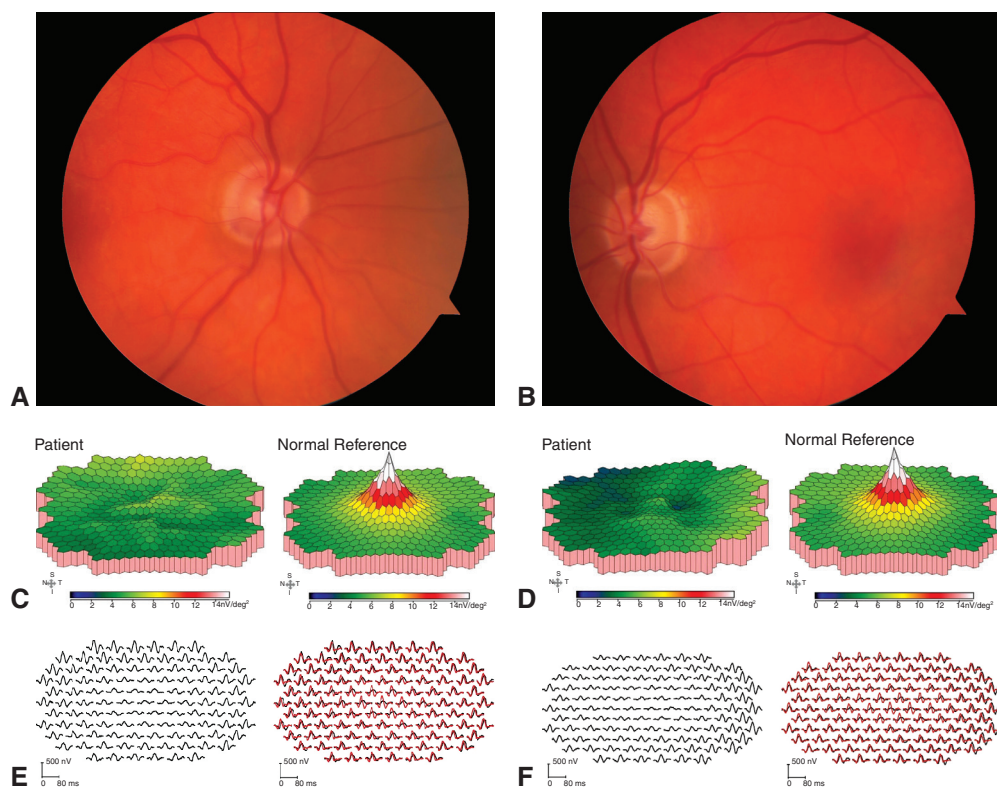 A
B
Patient
Normal Reference
Patient
Normal Reference
S
N T
I
0 2 4 6 8 10 12 14nV/deg²
0 2 4 6 8 10 12 14nV/deg²
C
S
N T
I
0 2 4 6 8 10 12 14nV/deg²
0 2 4 6 8 10 12 14nV/deg²
D
500 nV
0 80 ms
500 nV
0 80 ms
E
500 nV
0 80 ms
500 nV
0 80 ms
F